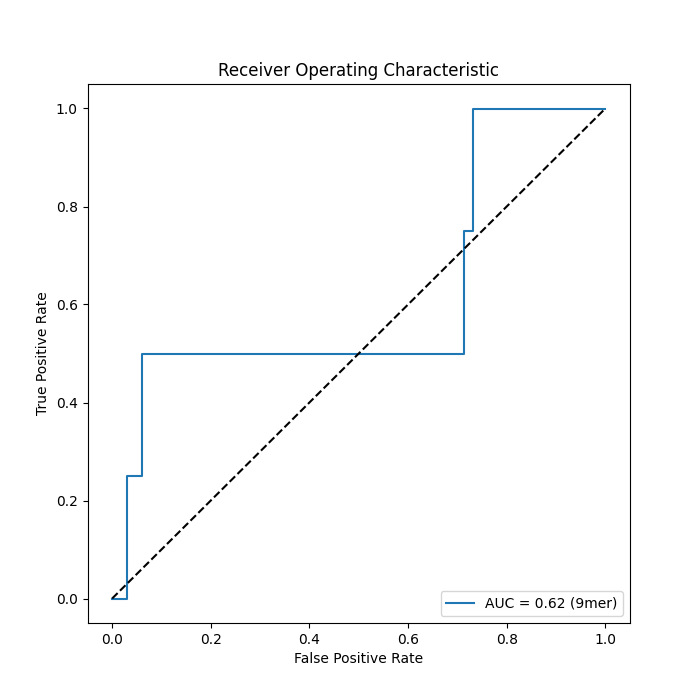 Receiver Operating Characteristic
1.0
0.8
0.6
0.4
0.2
0.0
True Positive Rate
AUC = 0.62 (9mer)
0.0 0.2 0.4 0.6 0.8 1.0
False Positive Rate